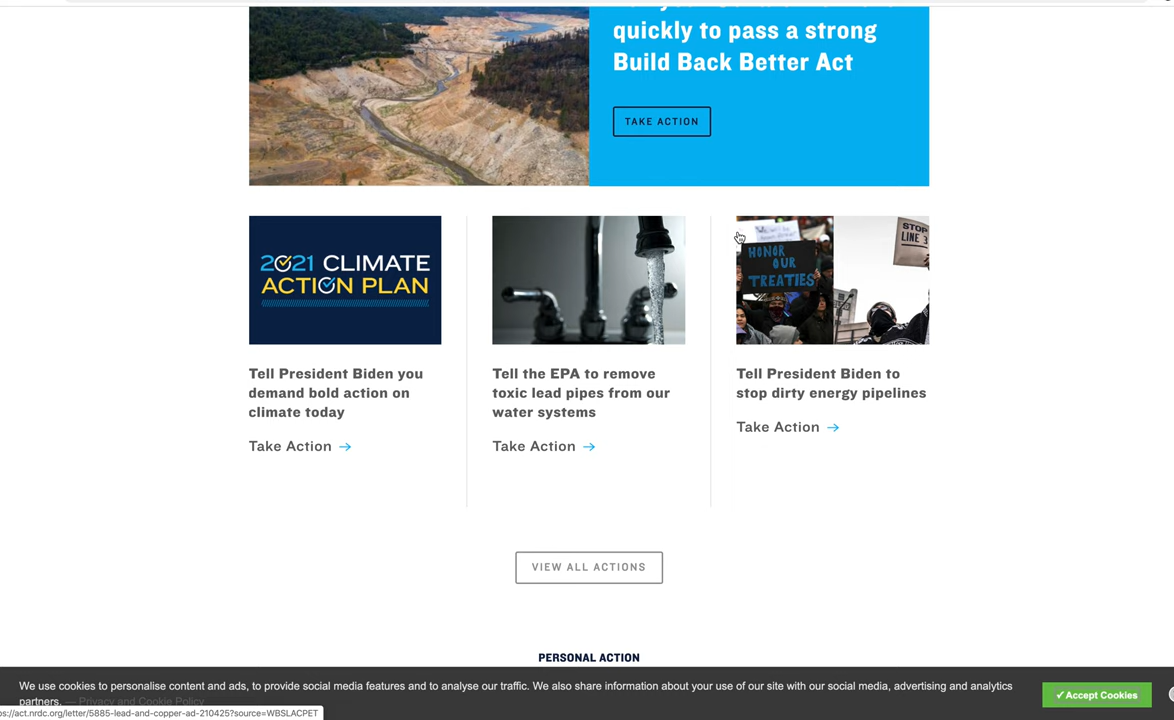 quickly to pass a strong
Build Back Better Act
TAKE ACTION
2021 CLIMATE
ACTION PLAN
HONOR
OUR
TREATIES
STOP
LINE 3
Tell President Biden you
demand bold action on
climate today
Take Action →
Tell the EPA to remove
toxic lead pipes from our
water systems
Take Action →
Tell President Biden to
stop dirty energy pipelines
Take Action →
VIEW ALL ACTIONS
PERSONAL ACTION
We use cookies to personalise content and ads, to provide social media features and to analyse our traffic. We also share information about your use of our site with our social media, advertising and analytics
partners. — Privacy and Cookie Policy
✓Accept Cookies
ps://act.nrdc.org/letter/5885-lead-and-copper-ad-210425?source=WBSLACPET